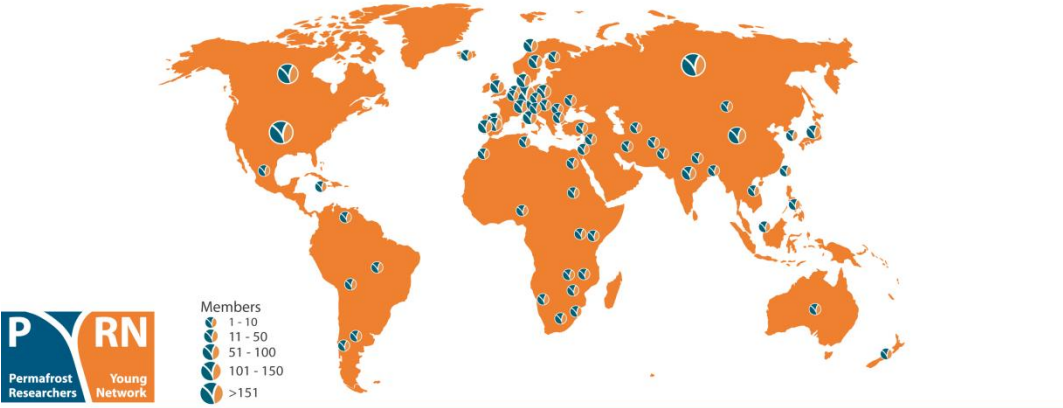 Members
1 - 10
11 - 50
51 - 100
101 - 150
>151
P RN
Permafrost Young
Researchers Network